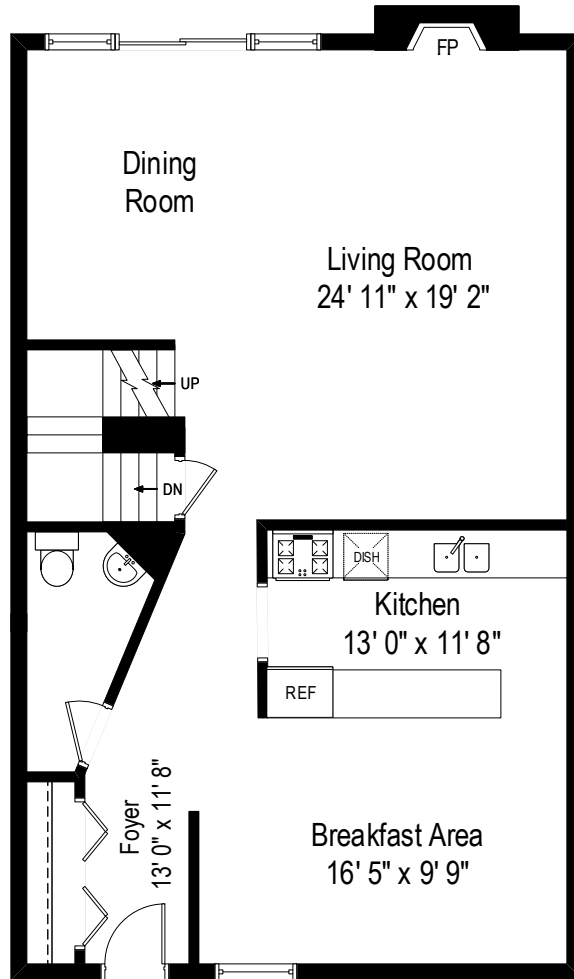 FP
Dining
Room
Living Room
24' 11" x 19' 2"
UP
DN
DISH
Kitchen
13' 0" x 11' 8"
REF
Foyer
13' 0" x 11' 8"
Breakfast Area
16' 5" x 9' 9"